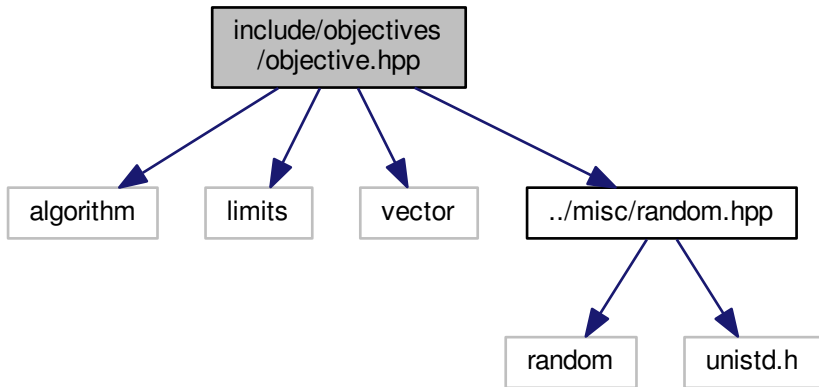 include/objectives
/objective.hpp
algorithm
limits
vector
../misc/random.hpp
random
unistd.h